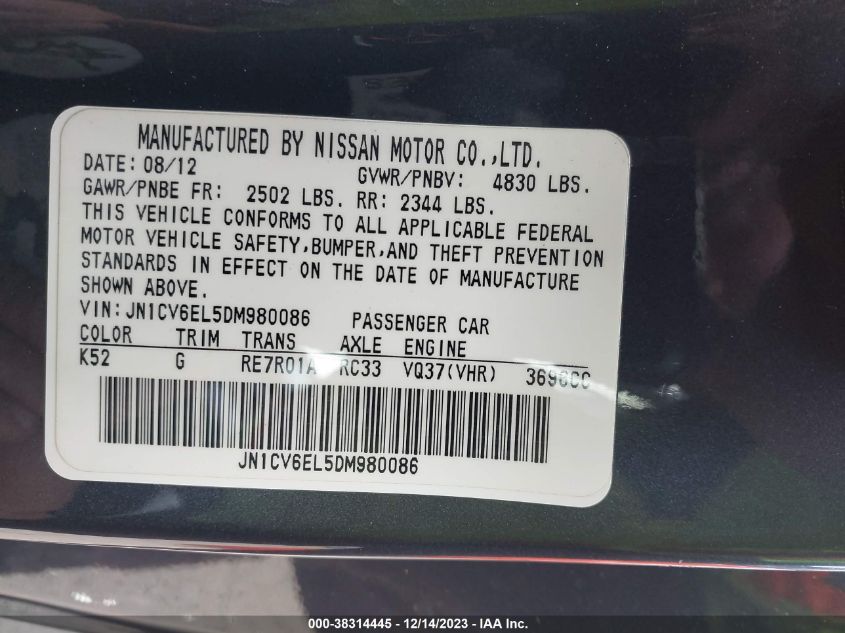 MANUFACTURED BY NISSAN MOTOR CO.,LTD.
DATE: 08/12 GVWR/PNBV: 4830 LBS.
GAWR/PNBE FR: 2502 LBS. RR: 2344 LBS.
THIS VEHICLE CONFORMS TO ALL APPLICABLE FEDERAL
MOTOR VEHICLE SAFETY,BUMPER,AND THEFT PREVENTION
STANDARDS IN EFFECT ON THE DATE OF MANUFACTURE
SHOWN ABOVE.
VIN:JN1CV6EL5DM980086 PASSENGER CAR
COLOR TRIM TRANS AXLE ENGINE
K52 G RE7R01A RC33 VQ37(VHR) 3696CC
JN1CV6EL5DM980086
000-38314445 - 12/14/2023 - IAA Inc.